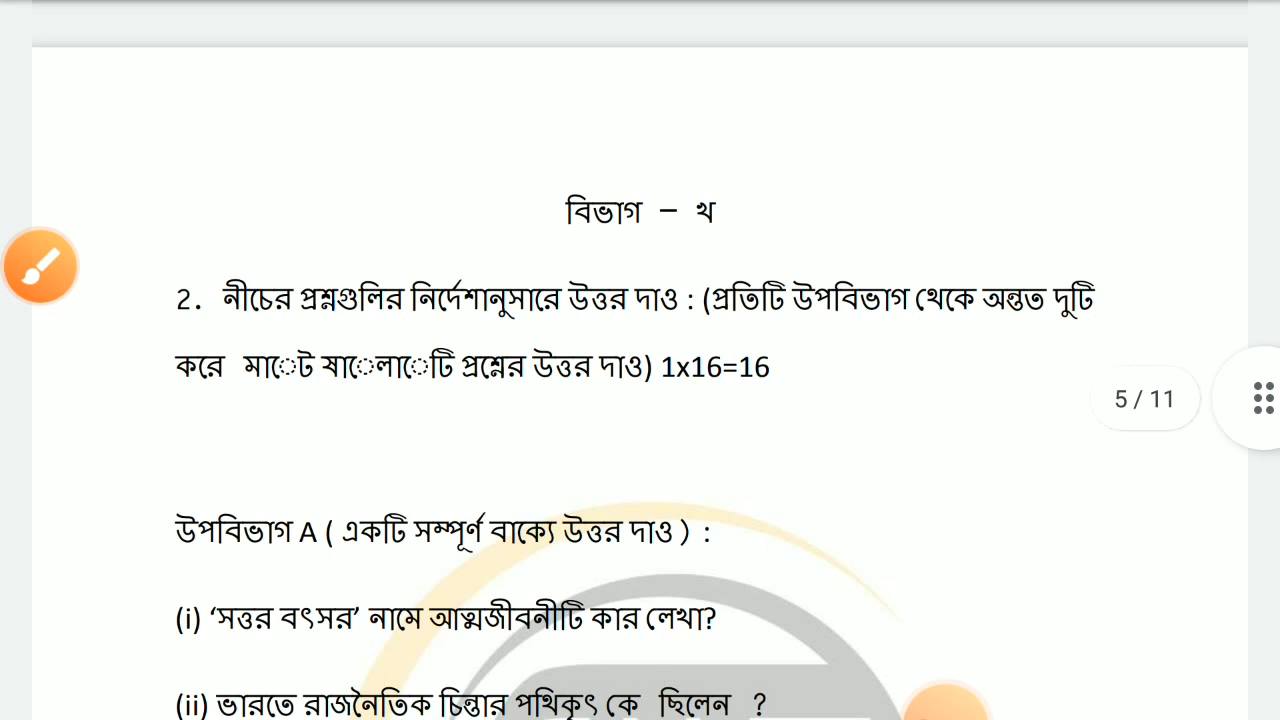 বিভাগ – খ
2. নীচের প্রশ্নগুলির নির্দেশানুসারে উত্তর দাও : (প্রতিটি উপবিভাগ থেকে অন্তত দুটি
করে মােট ষােলাটি প্রশ্নের উত্তর দাও) 1x16=16
5 / 11
উপবিভাগ A ( একটি সম্পূর্ণ বাক্যে উত্তর দাও ) :
(i) ‘সত্তর বৎসর’ নামে আত্মজীবনীটি কার লেখা?
(ii) ভারতে রাজনৈতিক চিন্তার পথিকৃৎ কে ছিলেন ?